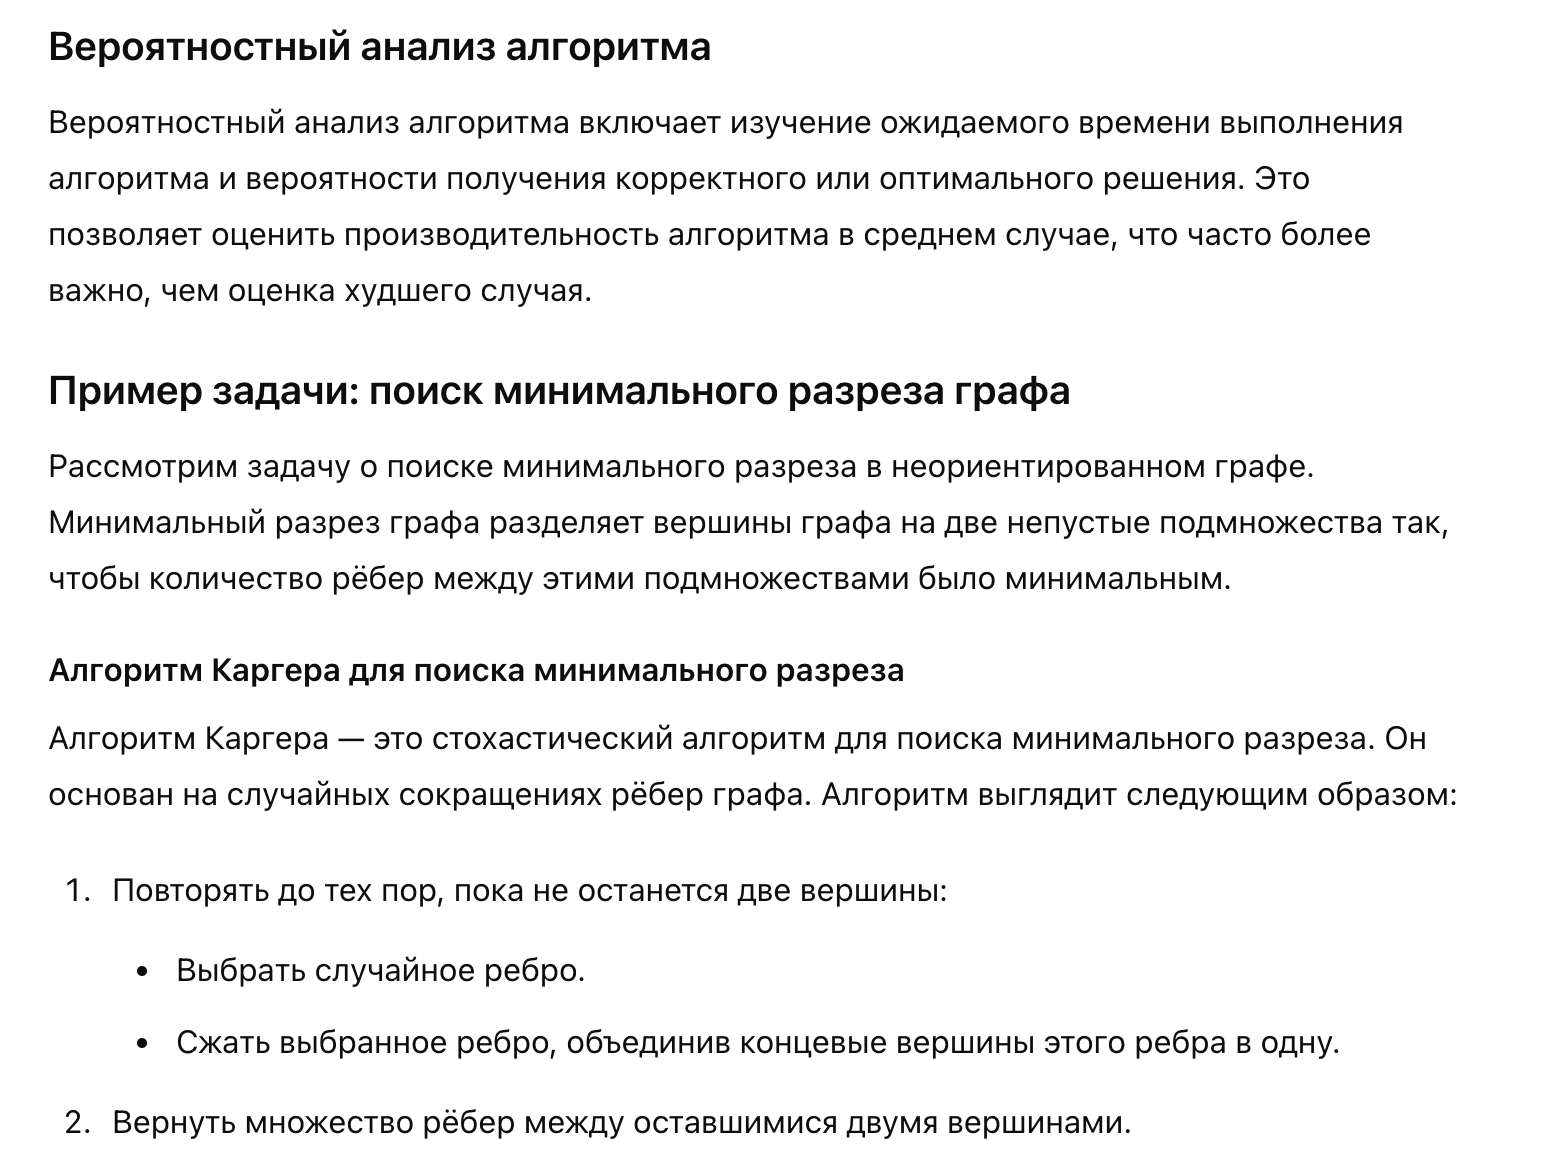 Вероятностный анализ алгоритма
Вероятностный анализ алгоритма включает изучение ожидаемого времени выполнения
алгоритма и вероятности получения корректного или оптимального решения. Это
позволяет оценить производительность алгоритма в среднем случае, что часто более
важно, чем оценка худшего случая.
Пример задачи: поиск минимального разреза графа
Рассмотрим задачу о поиске минимального разреза в неориентированном графе.
Минимальный разрез графа разделяет вершины графа на две непустые подмножества так,
чтобы количество рёбер между этими подмножествами было минимальным.
Алгоритм Каргера для поиска минимального разреза
Алгоритм Каргера — это стохастический алгоритм для поиска минимального разреза. Он
основан на случайных сокращениях рёбер графа. Алгоритм выглядит следующим образом:
1. Повторять до тех пор, пока не останется две вершины:
• Выбрать случайное ребро.
• Сжать выбранное ребро, объединив концевые вершины этого ребра в одну.
2. Вернуть множество рёбер между оставшимися двумя вершинами.